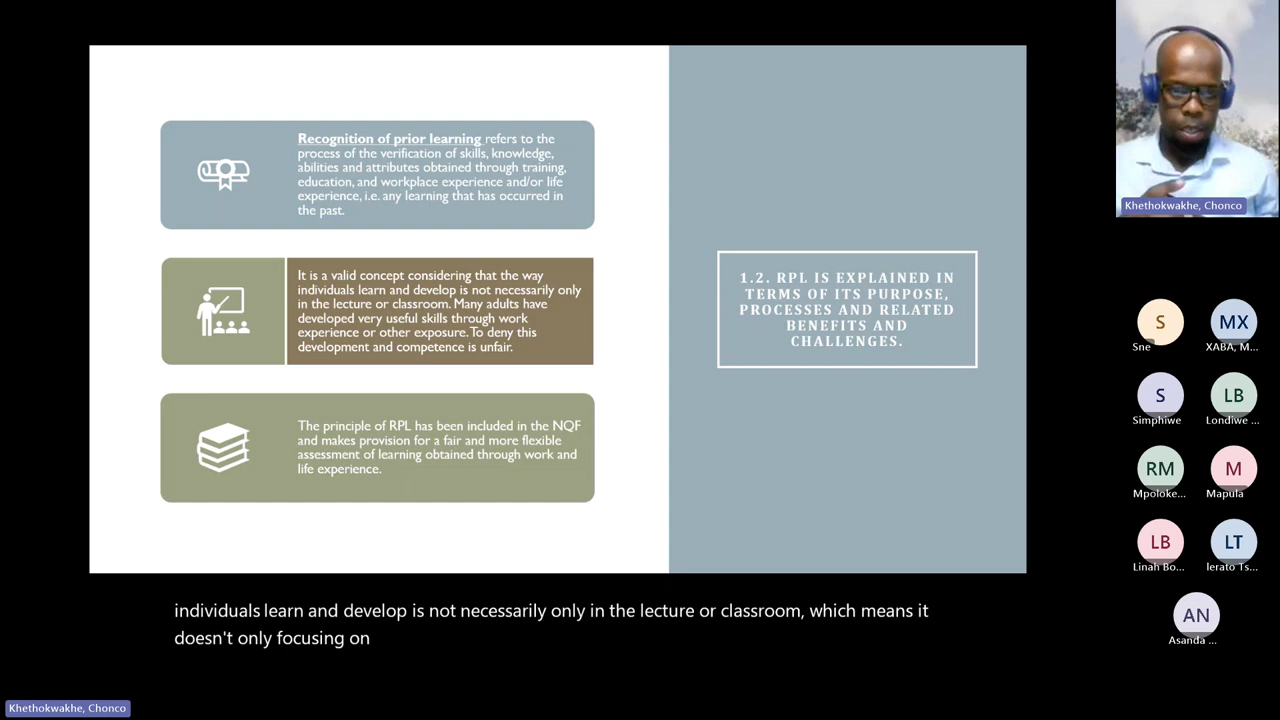 Recognition of prior learning refers to the
process of the verification of skills, knowledge,
abilities and attributes obtained through training,
education, and workplace experience and/or life
experience, i.e. any learning that has occurred in
the past.
It is a valid concept considering that the way
individuals learn and develop is not necessarily only
in the lecture or classroom. Many adults have
developed very useful skills through work
experience or other exposure. To deny this
development and competence is unfair.
The principle of RPL has been included in the NQF
and makes provision for a fair and more flexible
assessment of learning obtained through work and
life experience.
1.2. RPL IS EXPLAINED IN
TERMS OF ITS PURPOSE,
PROCESSES AND RELATED
BENEFITS AND
CHALLENGES.
Khethokwakhe, Chonco
S
Sne
MX
XABA, M...
S
Simphiwe
LB
Londiwe ...
RM
Mpoloke...
M
Mapula
LB
Linah Bo...
LT
lerato Ts...
AN
Asanda ...
individuals learn and develop is not necessarily only in the lecture or classroom, which means it
doesn't only focusing on
Khethokwakhe, Chonco